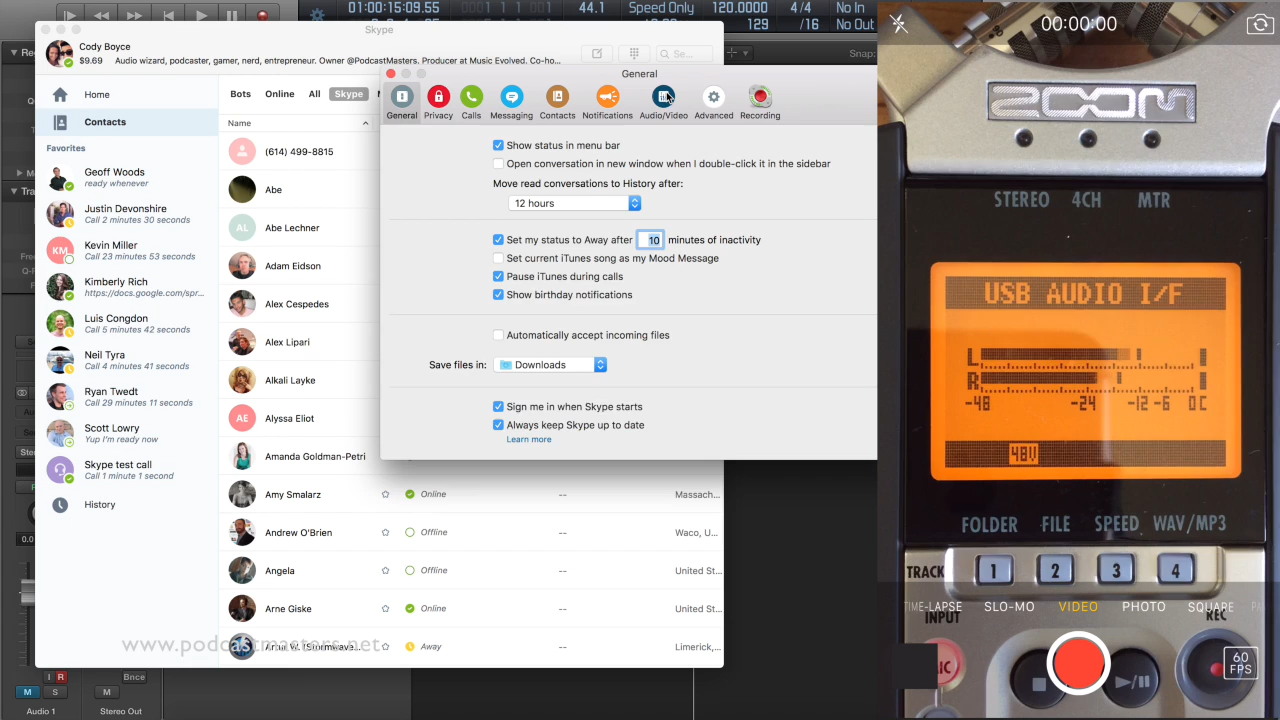 01:00:15:09.55
44.1
Speed Only
120.0000
4/4
No In
129
/16
No Out
Skype
Cody Boyce
$9.69
Audio wizard, podcaster, gamer, nerd, entrepreneur. Owner @PodcastMasters. Producer at Music Evolved. Co-ho...
Se...
Snap:
Home
Contacts
Favorites
Geoff Woods
ready whenever
Justin Devonshire
Call 2 minutes 30 seconds
KM
Kevin Miller
Call 23 minutes 53 seconds
Kimberly Rich
https://docs.google.com/spr...
Luis Congdon
Call 5 minutes 42 seconds
Neil Tyra
Call 4 minutes 41 seconds
Ryan Twedt
Call 29 minutes 11 seconds
Scott Lowry
Yup I'm ready now
Skype test call
Call 1 minute 1 second
History
Bots
Online
All
Skype
Name
(614) 499-8815
Abe
AL
Abe Lechner
Adam Eidson
Alex Cespedes
Alex Lipari
Alkali Layke
AE
Alyssa Eliot
Amanda Goldman-Petri
Amy Smalarz
Online
--
Massach...
Andrew O'Brien
Offline
--
Waco, U...
Angela
Offline
--
United St...
Arne Giske
Online
--
United St...
Away
--
Limerick,...
www.podcastmasters.net
General
General
Privacy
Calls
Messaging
Contacts
Notifications
Audio/Video
Advanced
Recording
Show status in menu bar
Open conversation in new window when I double-click it in the sidebar
Move read conversations to History after:
12 hours
Set my status to Away after 10 minutes of inactivity
Set current iTunes song as my Mood Message
Pause iTunes during calls
Show birthday notifications
Automatically accept incoming files
Save files in:
Downloads
Sign me in when Skype starts
Always keep Skype up to date
Learn more
I
R
Bnce
M
S
M
Audio 1
Stereo Out
00:00:00
ZOOM
STEREO
4CH
MTR
USB AUDIO I/F
L
R
-48
-24
-12
-6
0
C
48V
FOLDER
FILE
SPEED
WAV/MP3
TRACK
1
2
3
4
TIME-LAPSE
SLO-MO
VIDEO
PHOTO
SQUARE
INPUT
REC
60
FPS